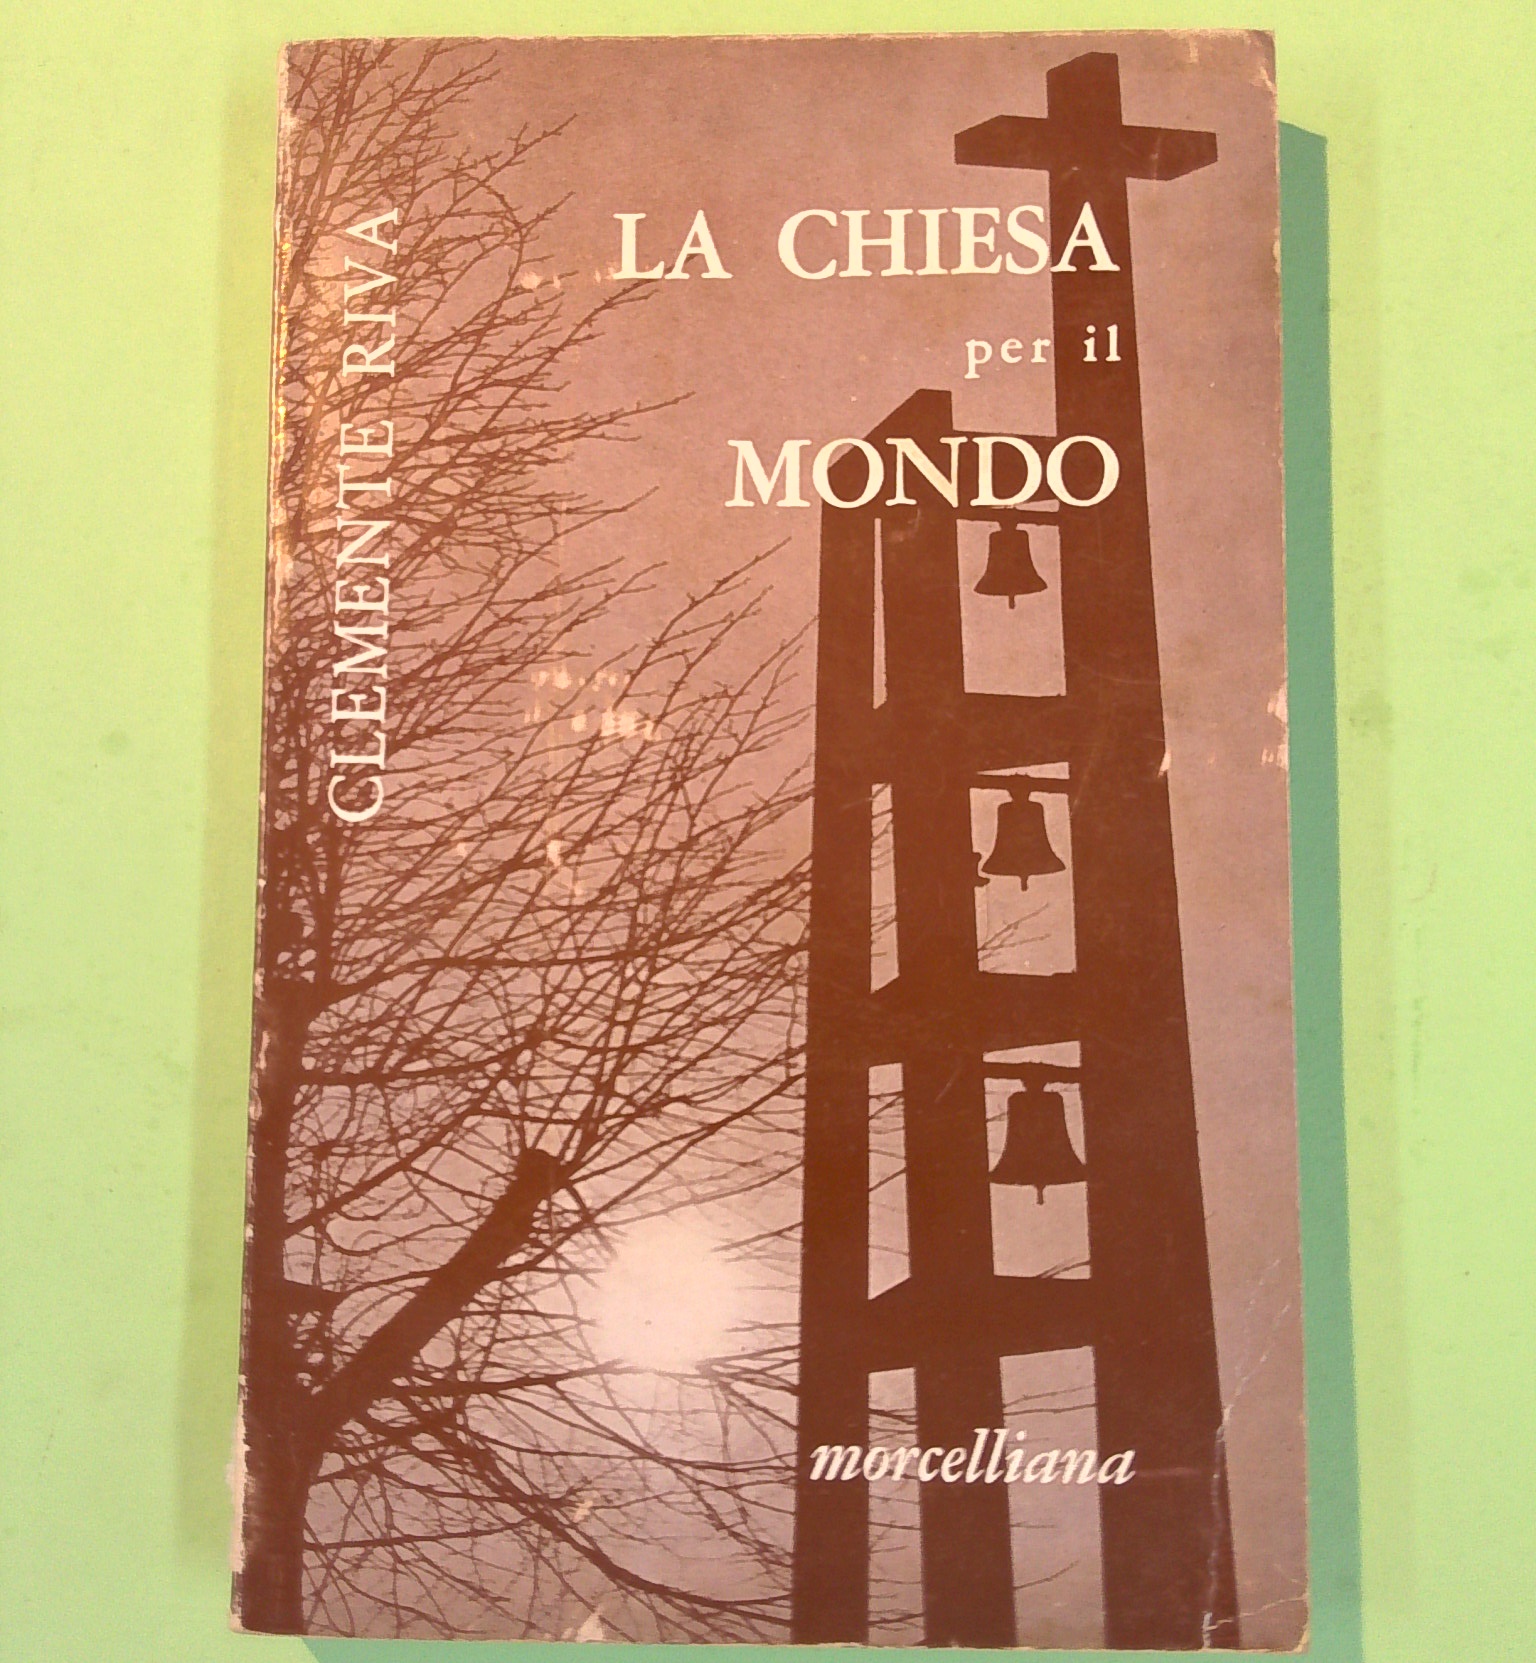 CLEMENTE RIVA
LA CHIESA
per il
MONDO
morcelliana